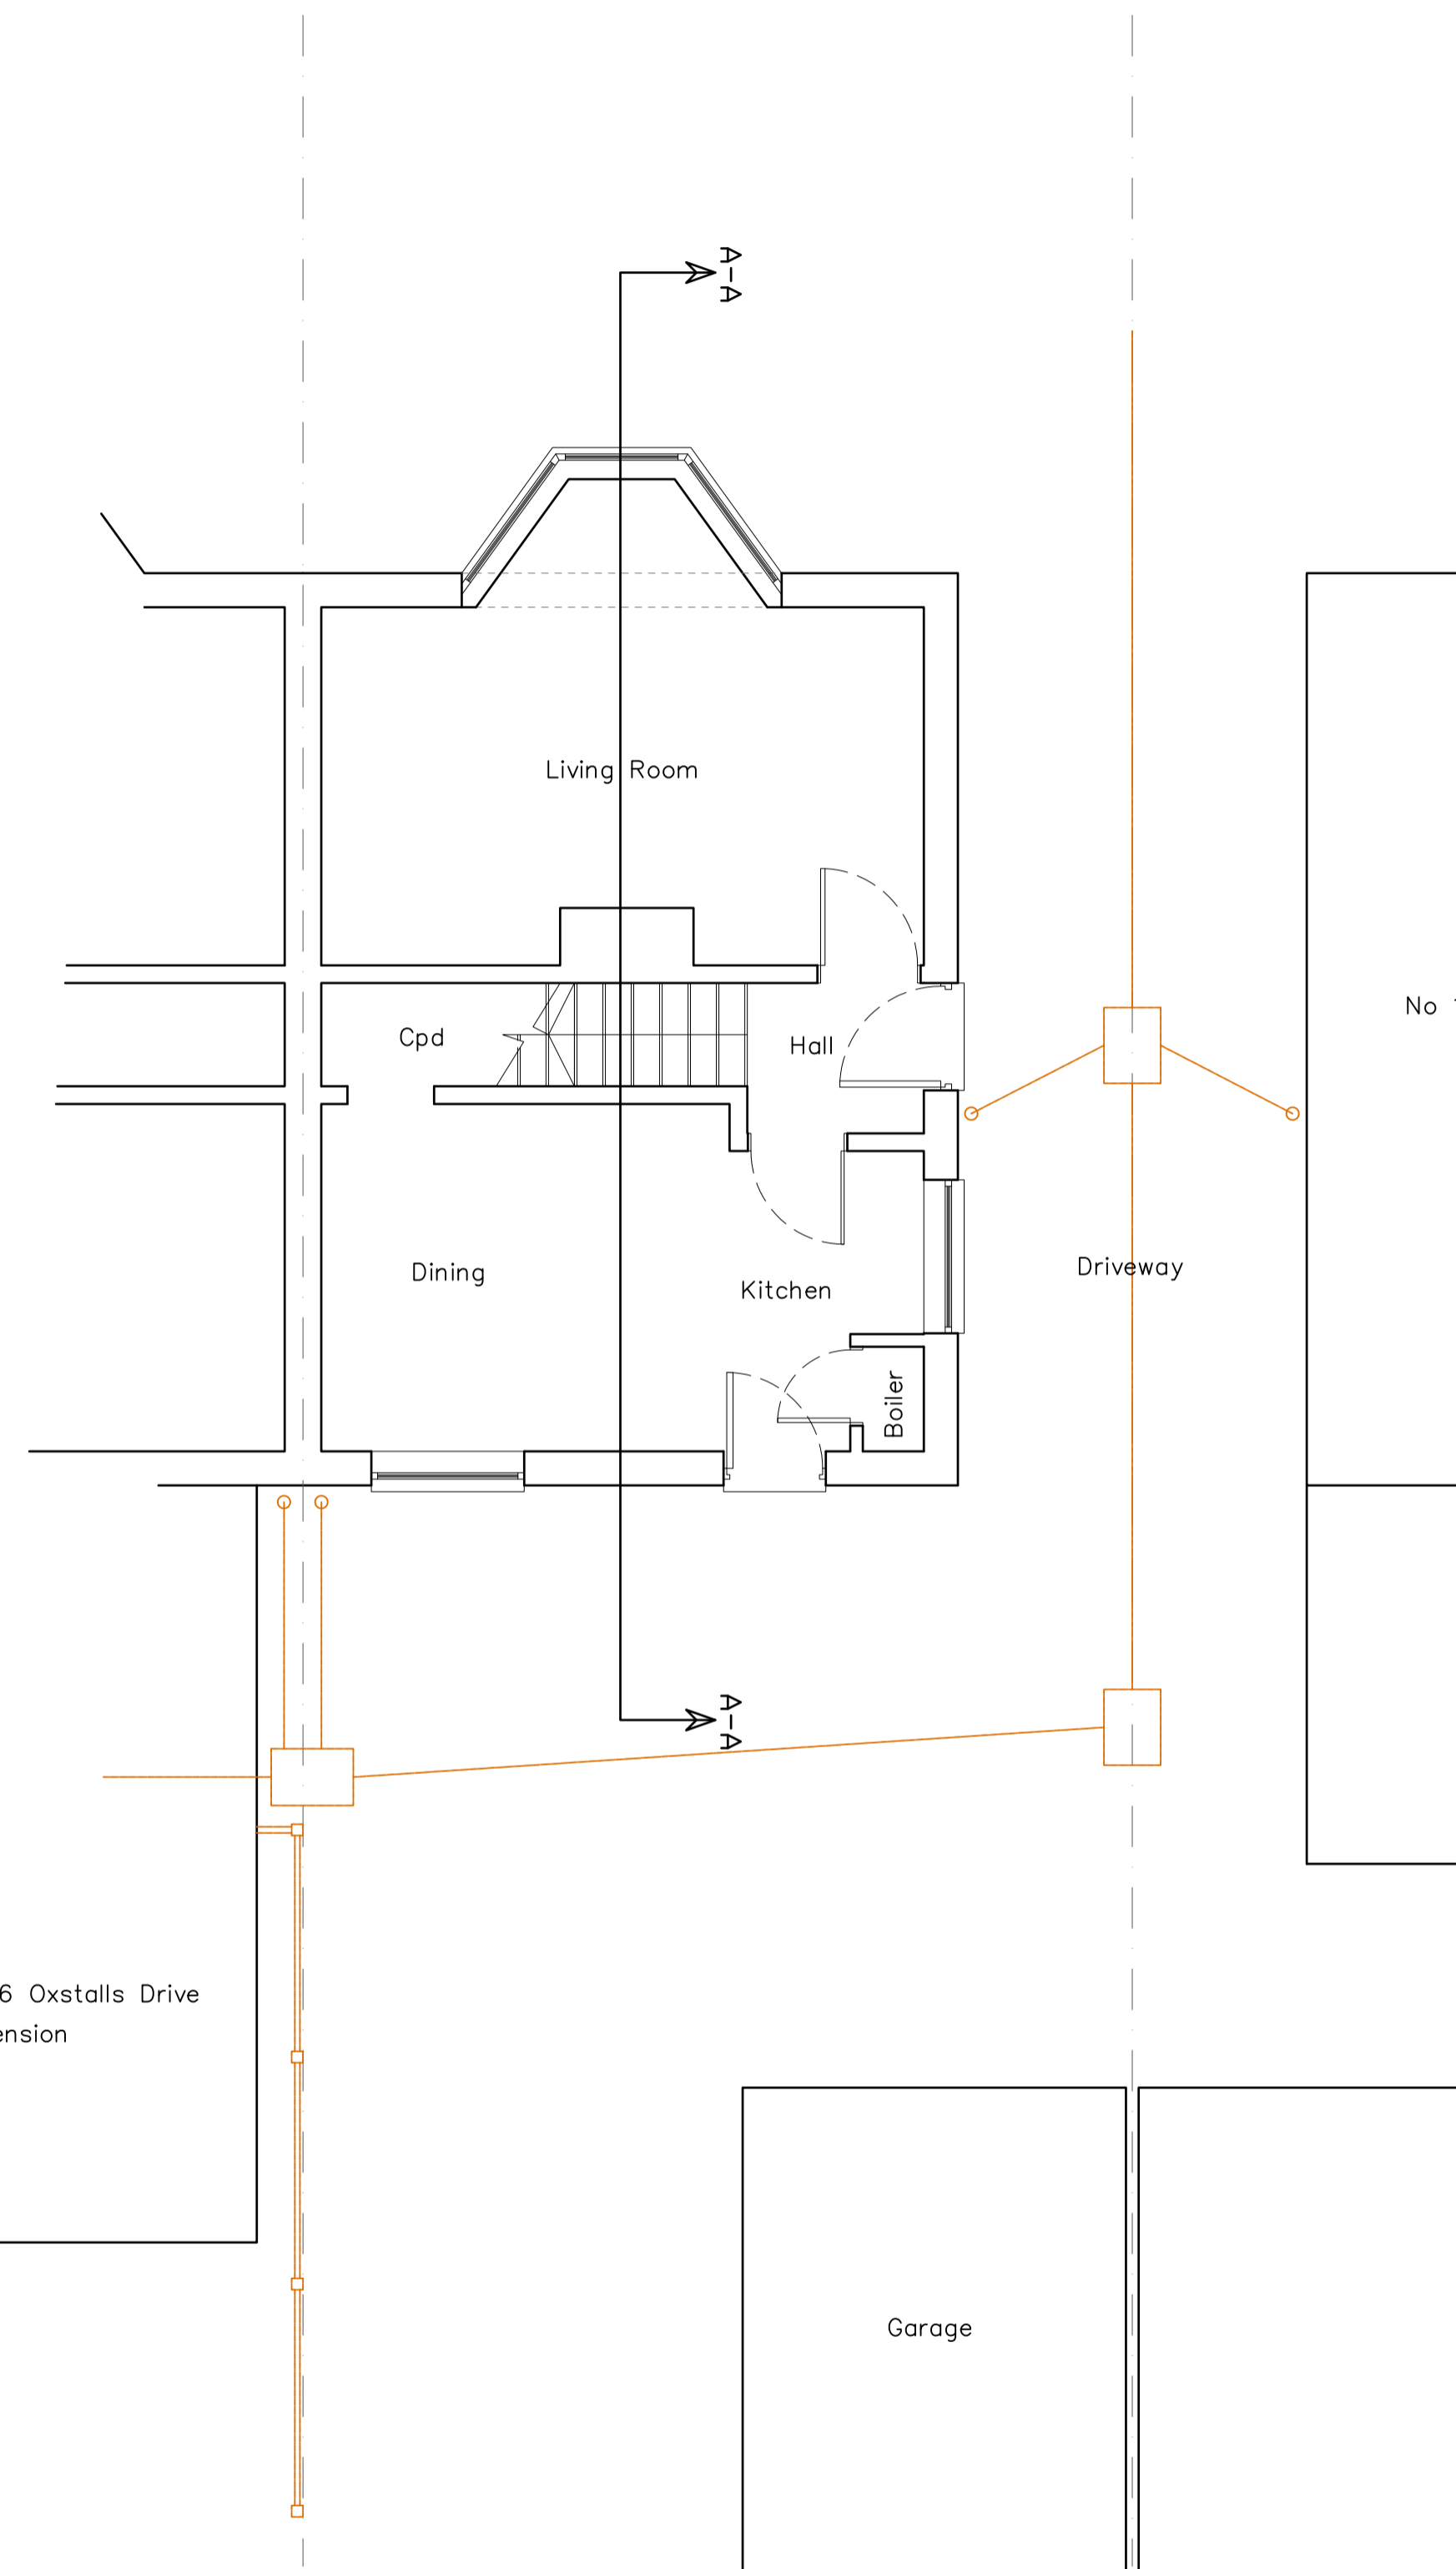 A-A
Living Room
No
Cpd
Hall
Driveway
Dining
Kitchen
Boiler
A-A
6 Oxstalls Drive
ension
Garage